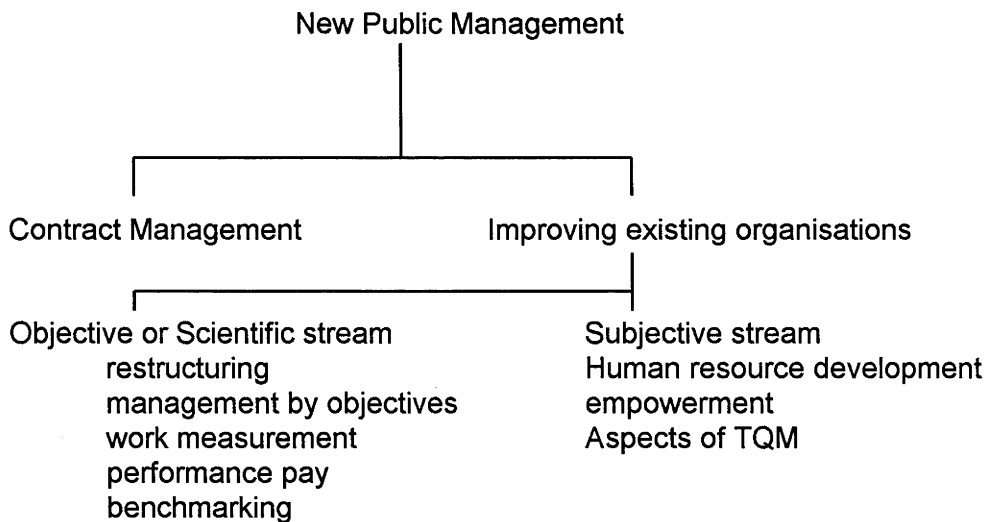 New Public Management
Contract Management
Improving existing organisations
Objective or Scientific stream
restructuring
management by objectives
work measurement
performance pay
benchmarking
Subjective stream
Human resource development
empowerment
Aspects of TQM